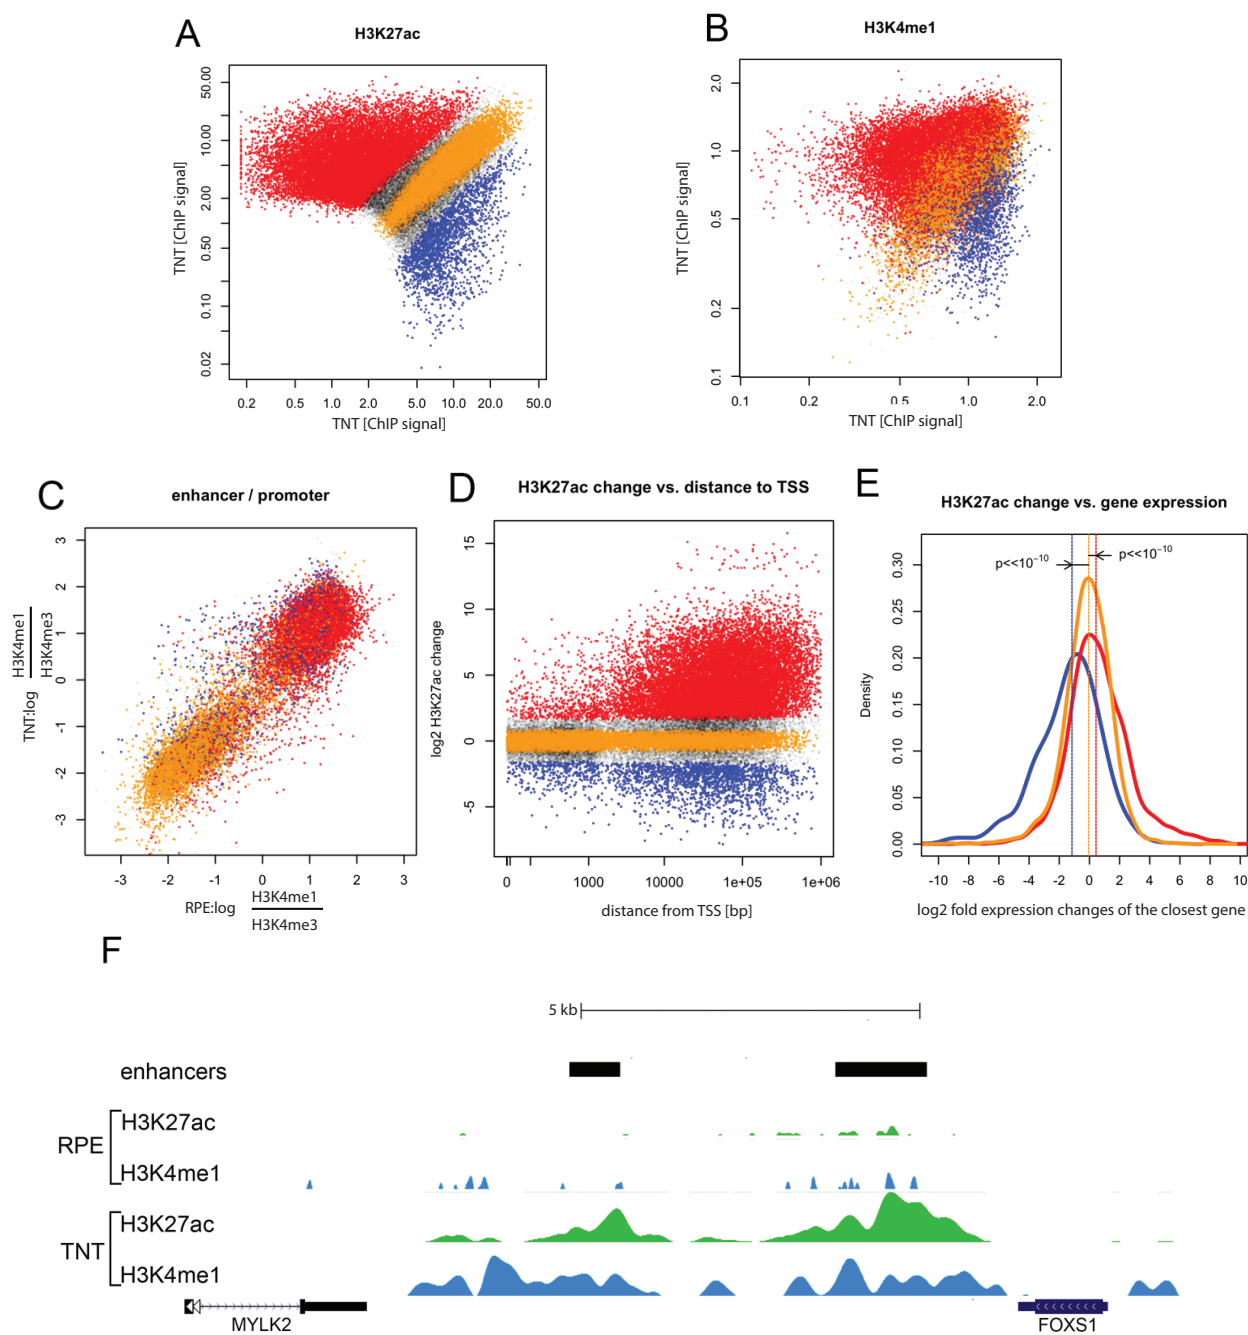 A
H3K27ac
TNT [ChIP signal]
50.00
10.00
2.00
0.50
0.10
0.02
0.2 0.5 1.0 2.0 5.0 10.0 20.0 50.0
TNT [ChIP signal]
B
H3K4me1
TNT [ChIP signal]
2.0
1.0
0.5
0.2
0.1
0.1 0.2 0.5 1.0 2.0
TNT [ChIP signal]
C
enhancer / promoter
TNT:log H3K4me1
H3K4me3
3
2
1
0
-1
-2
-3
-3 -2 -1 0 1 2 3
RPE:log H3K4me1
H3K4me3
D
H3K27ac change vs. distance to TSS
log2 H3K27ac change
15
10
5
0
-5
0 1000 10000 1e+05 1e+06
distance from TSS [bp]
E
H3K27ac change vs. gene expression
p<<10⁻¹⁰ p<<10⁻¹⁰
Density
0.30
0.25
0.20
0.15
0.10
0.05
0.00
-10 -8 -6 -4 -2 0 2 4 6 8 10
log2 fold expression changes of the closest gene
F
5 kb
enhancers
RPE
H3K27ac
H3K4me1
TNT
H3K27ac
H3K4me1
MYLK2 FOXS1